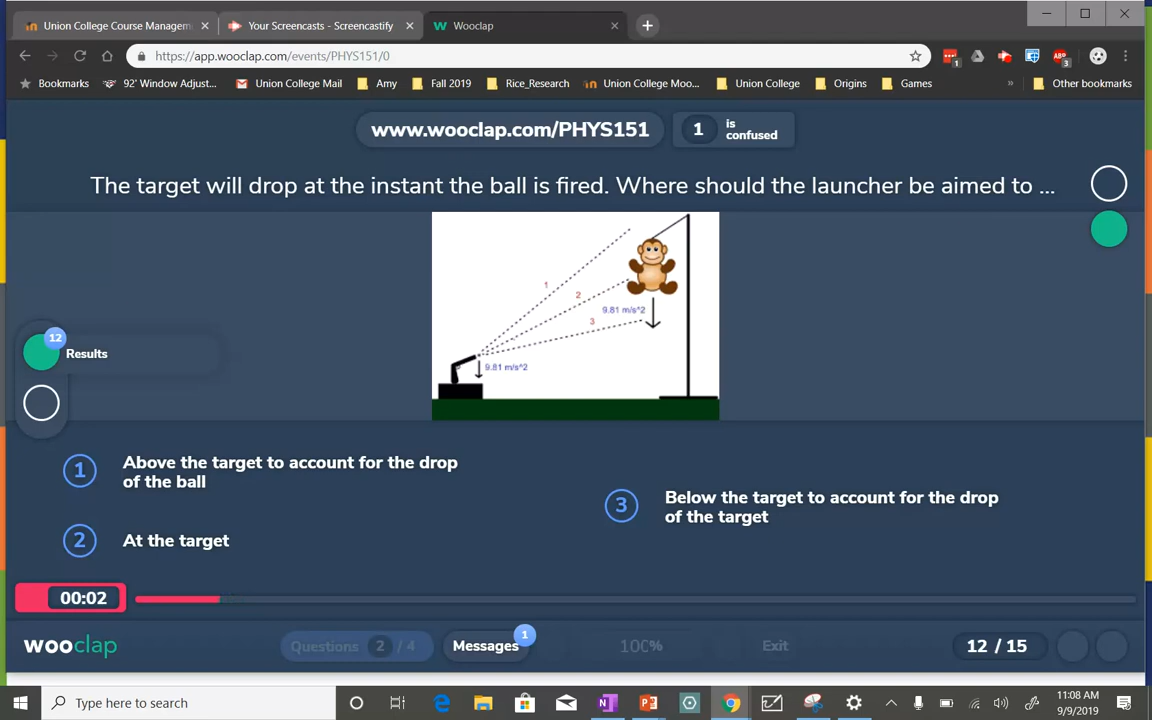 Union College Course Managem
Your Screencasts - Screencastify
Wooclap
https://app.wooclap.com/events/PHYS151/0
1
3
Bookmarks
92' Window Adjust...
Union College Mail
Amy
Fall 2019
Rice_Research
Union College Moo...
Union College
Origins
Games
»
Other bookmarks
www.wooclap.com/PHYS151
1
is
confused
The target will drop at the instant the ball is fired. Where should the launcher be aimed to ...
1
2
3
9.81 m/s^2
9.81 m/s^2
12
Results
1
Above the target to account for the drop
of the ball
2
At the target
3
Below the target to account for the drop
of the target
00:02
wooclap
Questions 2 / 4
Messages
1
100%
Exit
12 / 15
Type here to search
11:08 AM
9/9/2019